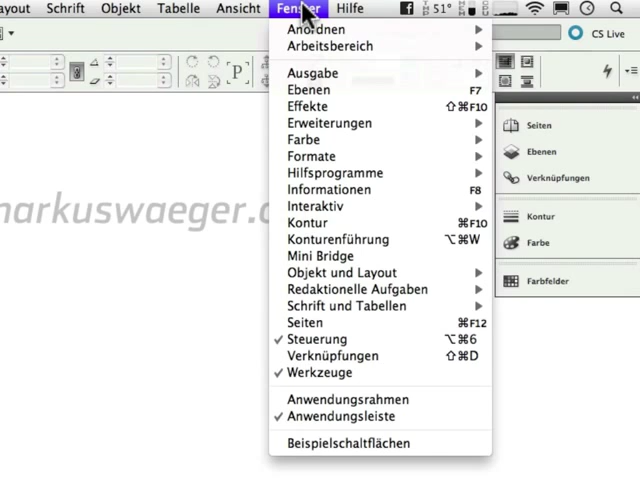 ayout Schrift Objekt Tabelle Ansicht Fenster Hilfe 51°
CS Live
Anordnen
Arbeitsbereich
Ausgabe
Ebenen F7
Effekte ⇧⌘F10
Erweiterungen
Farbe
Formate
Hilfsprogramme
Informationen F8
Interaktiv
Kontur ⌘F10
Konturenführung ⌥⌘W
Mini Bridge
Objekt und Layout
Redaktionelle Aufgaben
Schrift und Tabellen
Seiten ⌘F12
✓ Steuerung ⌥⌘6
Verknüpfungen ⇧⌘D
✓ Werkzeuge
Anwendungsrahmen
✓ Anwendungsleiste
Beispielschaltflächen
Seiten
Ebenen
Verknüpfungen
Kontur
Farbe
Farbfelder
markuswaeger.